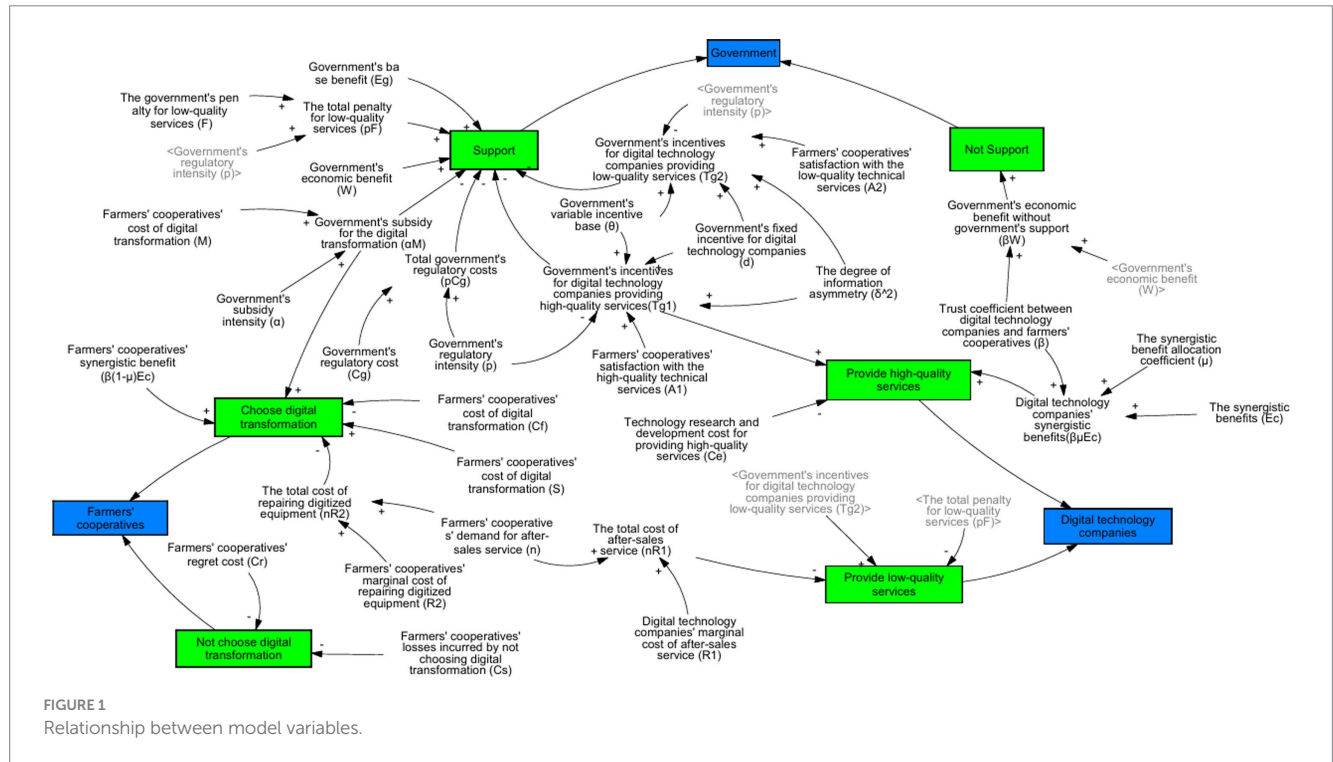 Government
Government's ba
se benefit (Eg)
The government's pen
alty for low-quality
services (F)
The total penalty
for low-quality
services (pF)
<Government's
regulatory
intensity (p)>
Government's
economic benefit
(W)
Support
<Government's
regulatory
intensity (p)>
Government's incentives
for digital technology
companies providing
low-quality services (Tg2)
Farmers' cooperatives'
satisfaction with the
low-quality technical
services (A2)
Not Support
Farmers' cooperatives'
cost of digital
transformation (M)
Government's subsidy
for the digital
transformation (αM)
Government's
subsidy
intensity (α)
Total government's
regulatory costs
(pCg)
Government's
variable incentive
base (θ)
Government's fixed
incentive for digital
technology companies
(d)
Government's incentives
for digital technology
companies providing
high-quality services(Tg1)
The degree of
information
asymmetry (δ^2)
Government's economic
benefit without
government's support
(βW)
<Government's
economic benefit
(W)>
Government's
regulatory cost
(Cg)
Government's
regulatory
intensity (p)
Farmers' cooperatives'
satisfaction with the
high-quality technical
services (A1)
Trust coefficient between
digital technology
companies and farmers'
cooperatives (β)
The synergistic
benefit allocation
coefficient (μ)
Farmers' cooperatives'
synergistic benefit
(β(1-μ)Ec)
Choose digital
transformation
Farmers' cooperatives'
cost of digital
transformation (Cf)
Provide high-quality
services
Digital technology
companies'
synergistic
benefits(βμEc)
The synergistic
benefits (Ec)
Technology research and
development cost for
providing high-quality
services (Ce)
Farmers' cooperatives'
cost of digital
transformation (S)
<Government's incentives
for digital technology
companies providing
low-quality services (Tg2)>
<The total penalty
for low-quality
services (pF)>
Farmers'
cooperatives
The total cost of
repairing digitized
equipment (nR2)
Farmers' cooperative
s' demand for after-
sales service (n)
The total cost of
after-sales
service (nR1)
Digital technology
companies
Farmers' cooperatives'
regret cost (Cr)
Farmers' cooperatives'
marginal cost of
repairing digitized
equipment (R2)
Provide low-quality
services
Not choose digital
transformation
Farmers' cooperatives'
losses incurred by not
choosing digital
transformation (Cs)
Digital technology
companies' marginal
cost of after-sales
service (R1)
FIGURE 1
Relationship between model variables.